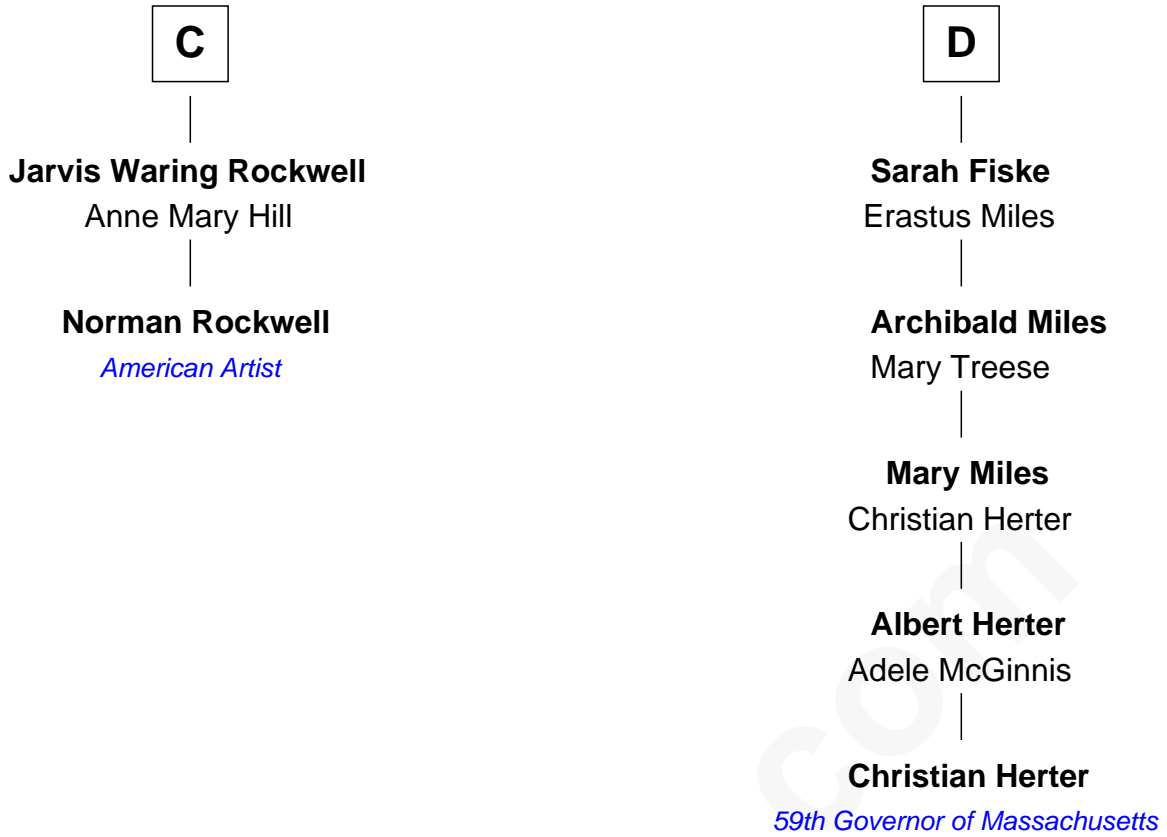 C
Jarvis Waring Rockwell
Anne Mary Hill
Norman Rockwell
American Artist
D
Sarah Fiske
Erastus Miles
Archibald Miles
Mary Treese
Mary Miles
Christian Herter
Albert Herter
Adele McGinnis
Christian Herter
59th Governor of Massachusetts
com